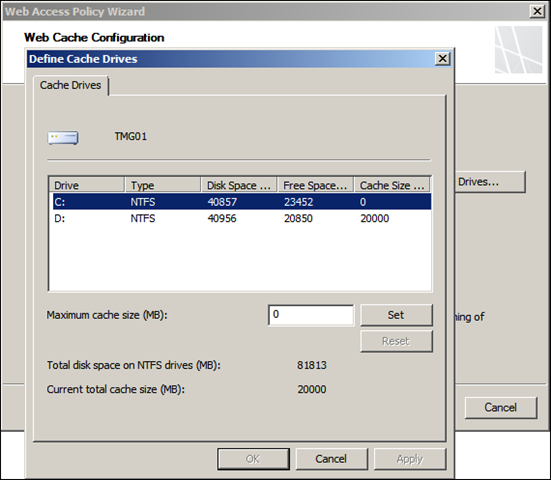 Web Access Policy Wizard
Web Cache Configuration
Define Cache Drives
Cache Drives
TMG01
Drive Type Disk Space ... Free Space... Cache Size ...
C: NTFS 40857 23452 0
D: NTFS 40956 20850 20000
Drives...
Maximum cache size (MB): 0 Set
ning of
Reset
Total disk space on NTFS drives (MB): 81813
Current total cache size (MB): 20000
Cancel
OK Cancel Apply